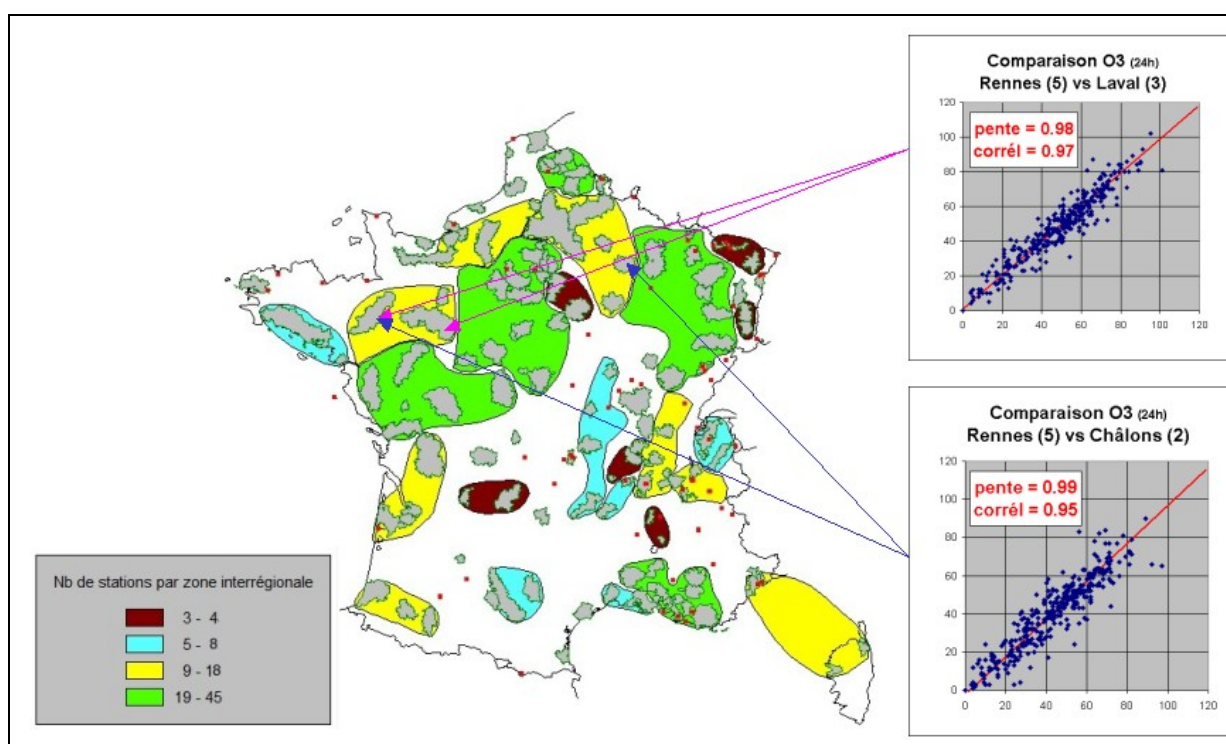 Comparaison O3 (24h)
Rennes (5) vs Laval (3)
pente = 0.98
corrél = 0.97
120
100
80
60
40
20
0
0 20 40 60 80 100 120
Comparaison O3 (24h)
Rennes (5) vs Châlons (2)
pente = 0.99
corrél = 0.95
120
100
80
60
40
20
0
0 20 40 60 80 100 120
Nb de stations par zone interrégionale
3 - 4
5 - 8
9 - 18
19 - 45